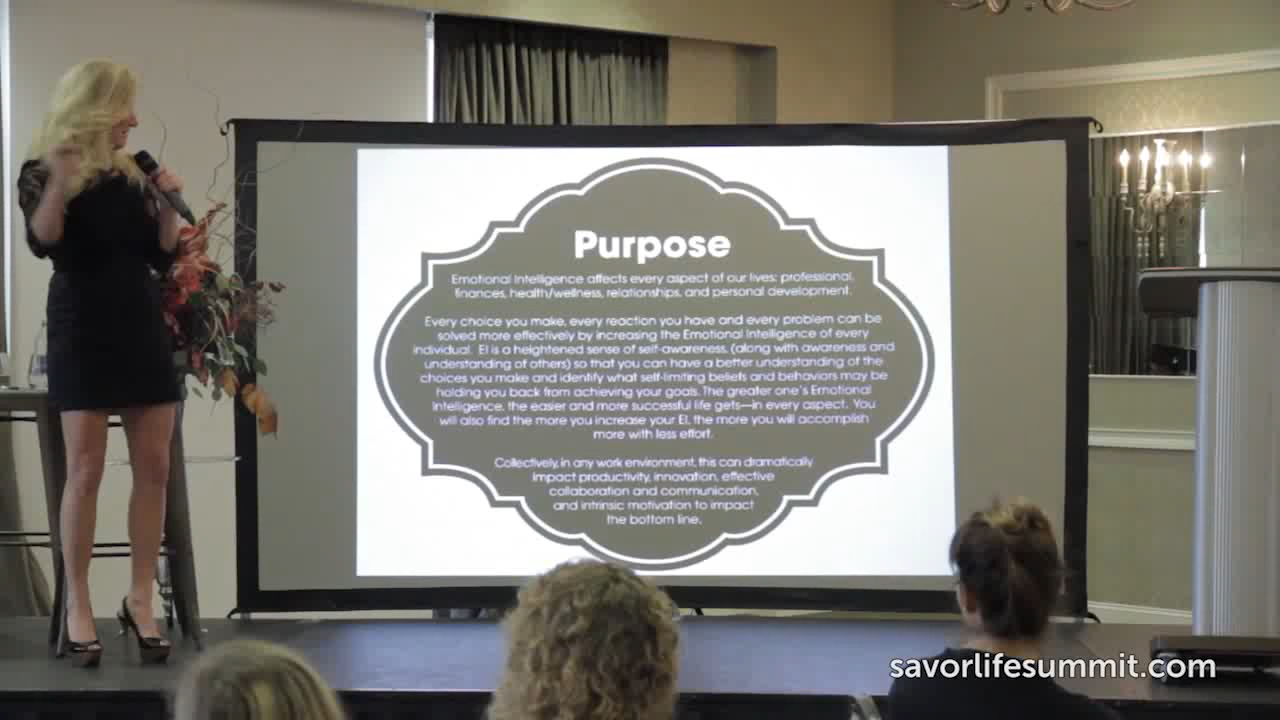 Purpose
Emotional Intelligence affects every aspect of our lives: professional,
finances, health/wellness, relationships, and personal development.
Every choice you make, every reaction you have and every problem can be
solved more effectively by increasing the Emotional Intelligence of every
individual. EI is a heightened sense of self-awareness, (along with awareness and
understanding of others) so that you can have a better understanding of the
choices you make and identify what self-limiting beliefs and behaviors may be
holding you back from achieving your goals. The greater one's Emotional
Intelligence, the easier and more successful life gets—in every aspect. You
will also find the more you increase your EI, the more you will accomplish
more with less effort.
Collectively, in any work environment, this can dramatically
impact productivity, innovation, effective
collaboration and communication,
and intrinsic motivation to impact
the bottom line.
savorlifesummit.com